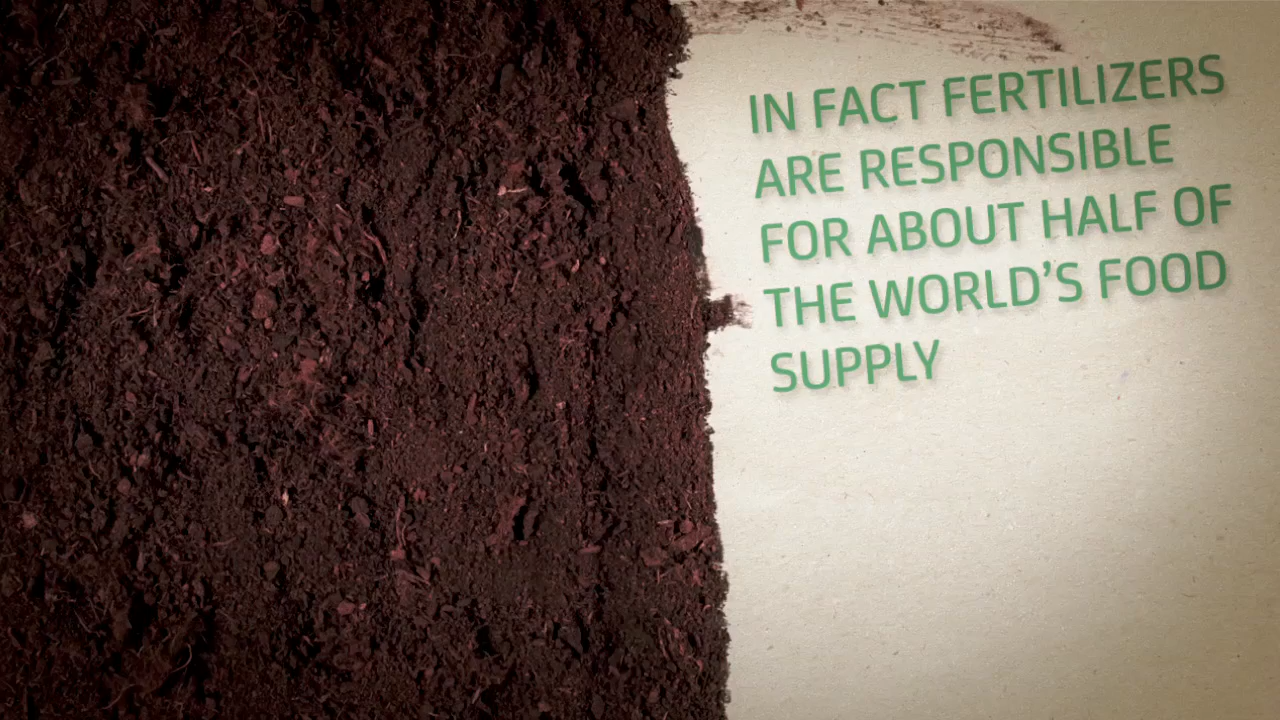 IN FACT FERTILIZERS
ARE RESPONSIBLE
FOR ABOUT HALF OF
THE WORLD’S FOOD
SUPPLY